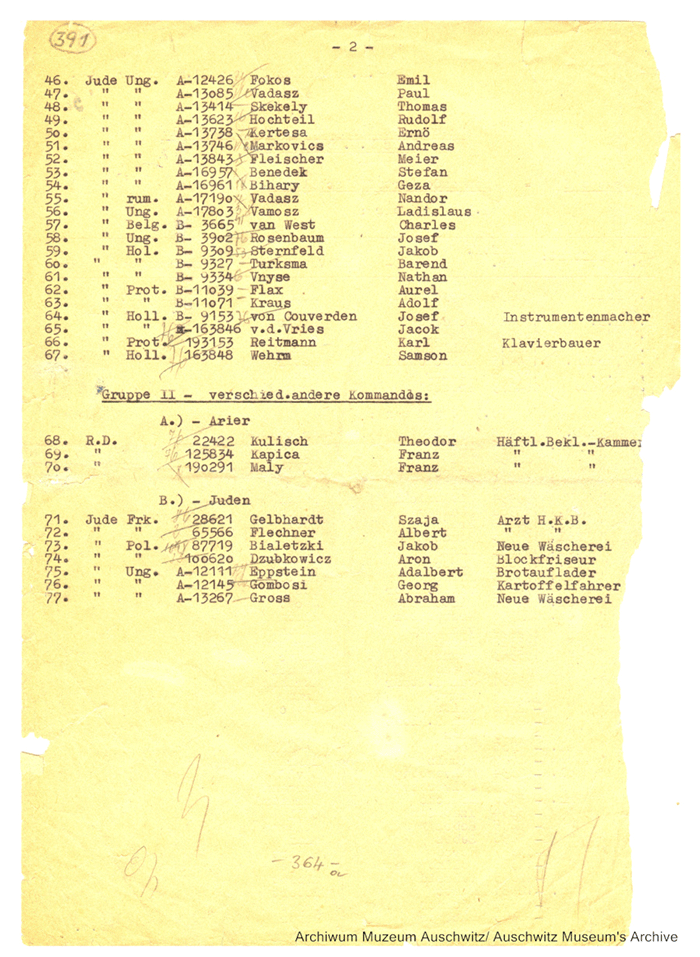 391
- 2 -
46. Jude Ung. A-12426 Fokos Emil
47. " " A-13085 Vadasz Paul
48. " " A-13414 Skekely Thomas
49. " " A-13623 Hochteil Rudolf
50. " " A-13738 Kertesa Ernö
51. " " A-13746 Markovics Andreas
52. " " A-13843 Fleischer Meier
53. " " A-16957 Benedek Stefan
54. " " A-16961 Bihary Geza
55. " rum. A-17190 Vadasz Nandor
56. " Ung. A-17803 Vamosz Ladislaus
57. " Belg. B- 3665 van West Charles
58. " Ung. B- 3902 Rosenbaum Josef
59. " Hol. B- 9309 Sternfeld Jakob
60. " " B- 9327 - Turksma Barend
61. " " B- 9334 Vnyse Nathan
62. " Prot. B-11039 - Flax Aurel
63. " " B-11071 - Kraus Adolf
64. " Holl. B- 9153 von Couverden Josef Instrumentenmacher
65. " " -163846 v.d.Vries Jacok
66. " Prot. 193153 Reitmann Karl Klavierbauer
67. " Holl. 163848 Wehrm Samson
Gruppe II - verschied.andere Kommandos:
A.) - Arier
68. R.D. 22422 Kulisch Theodor Häftl.Bekl.-Kammer
69. " 125834 Kapica Franz " "
70. " 190291 Maly Franz " "
B.) - Juden
71. Jude Frk. 28621 Gelbhardt Szaja Arzt H.K.B.
72. " " 65566 Flechner Albert " "
73. " Pol. 87719 Bialetzki Jakob Neue Wäscherei
74. " " 100620 Dzubkowicz Aron Blockfriseur
75. " Ung. A-12111 Eppstein Adalbert Brotauflader
76. " " A-12145 Gombosi Georg Kartoffelfahrer
77. " " A-13267 Gross Abraham Neue Wäscherei
- 364 -
Archiwum Muzeum Auschwitz/ Auschwitz Museum's Archive